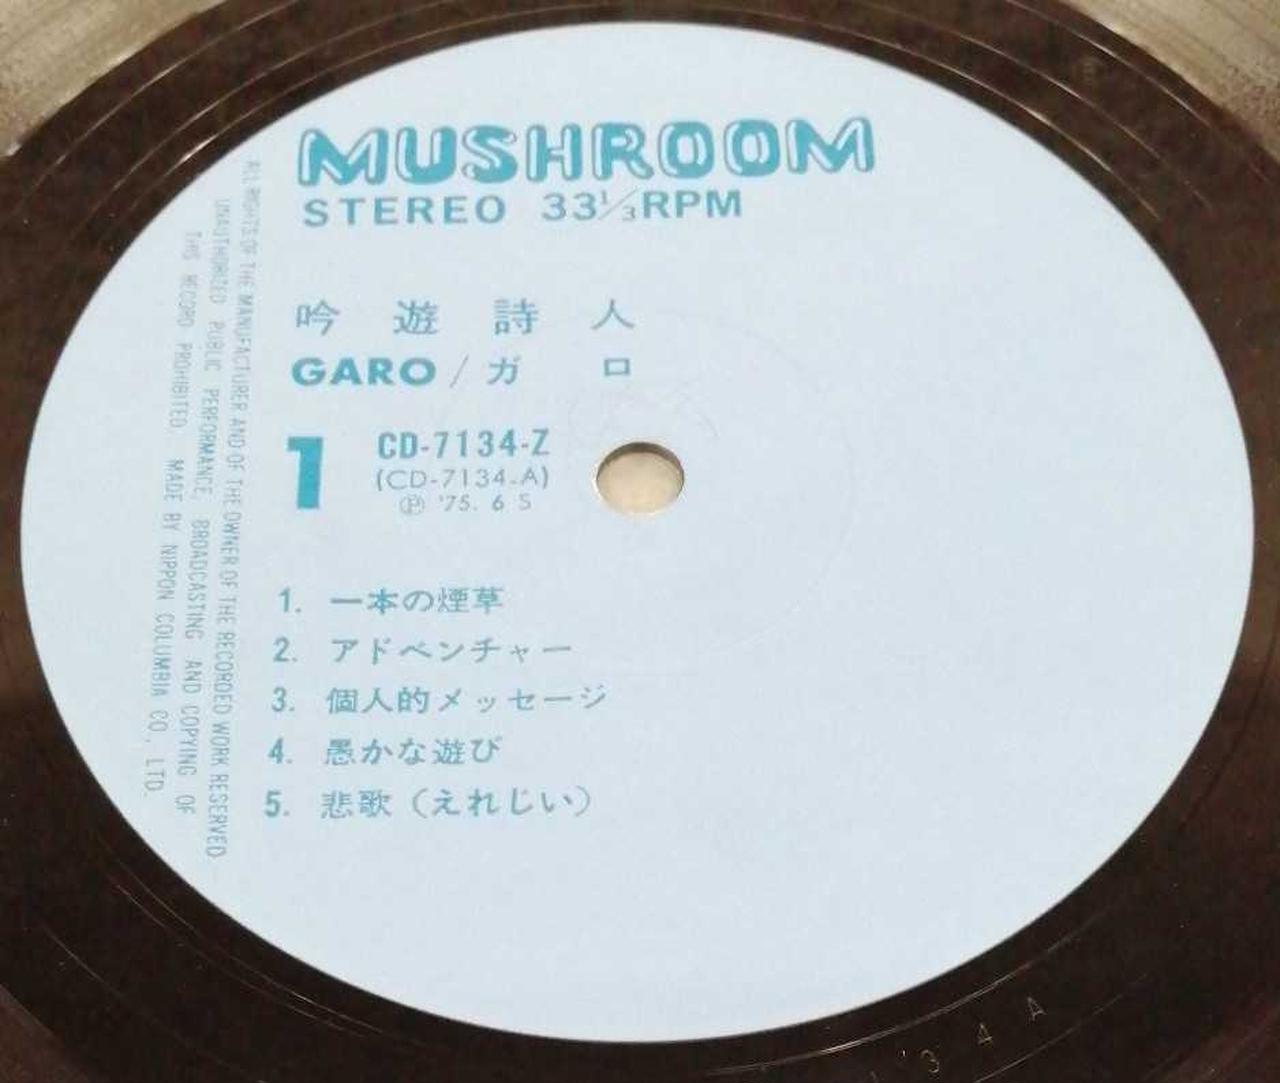 MUSHROOM
STEREO 33⅓RPM
吟遊詩人
GARO / ガロ
1 CD-7134-Z
(CD-7134-A)
Ⓟ '75. 6 5
1. 一本の煙草
2. アドベンチャー
3. 個人的メッセージ
4. 愚かな遊び
5. 悲歌（えれじい）
ALL RIGHTS OF THE MANUFACTURER AND OF THE OWNER OF THE RECORDED WORK RESERVED
UNAUTHORIZED PUBLIC PERFORMANCE, BROADCASTING AND COPYING OF
THIS RECORD PROHIBITED. MADE BY NIPPON COLUMBIA CO., LTD.
3 4 A